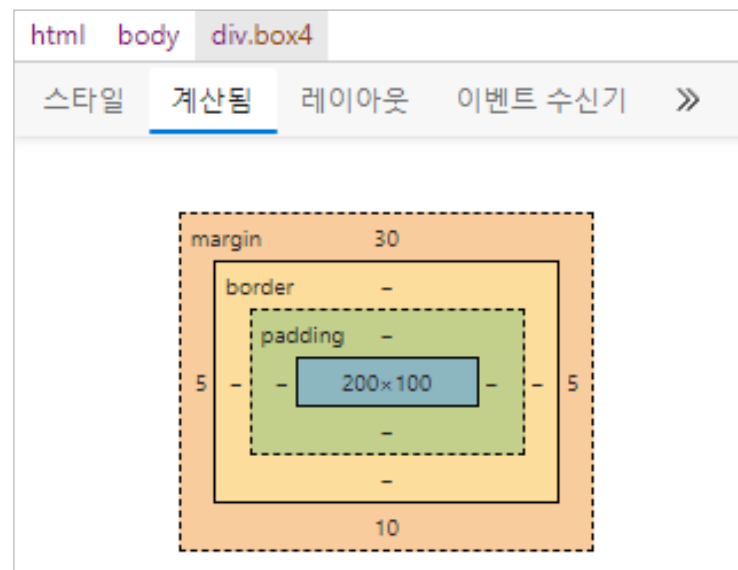 html body div.box4
스타일 계산됨 레이아웃 이벤트 수신기 »
margin 30
border –
padding –
5 – – 200×100 – – 5
–
–
10